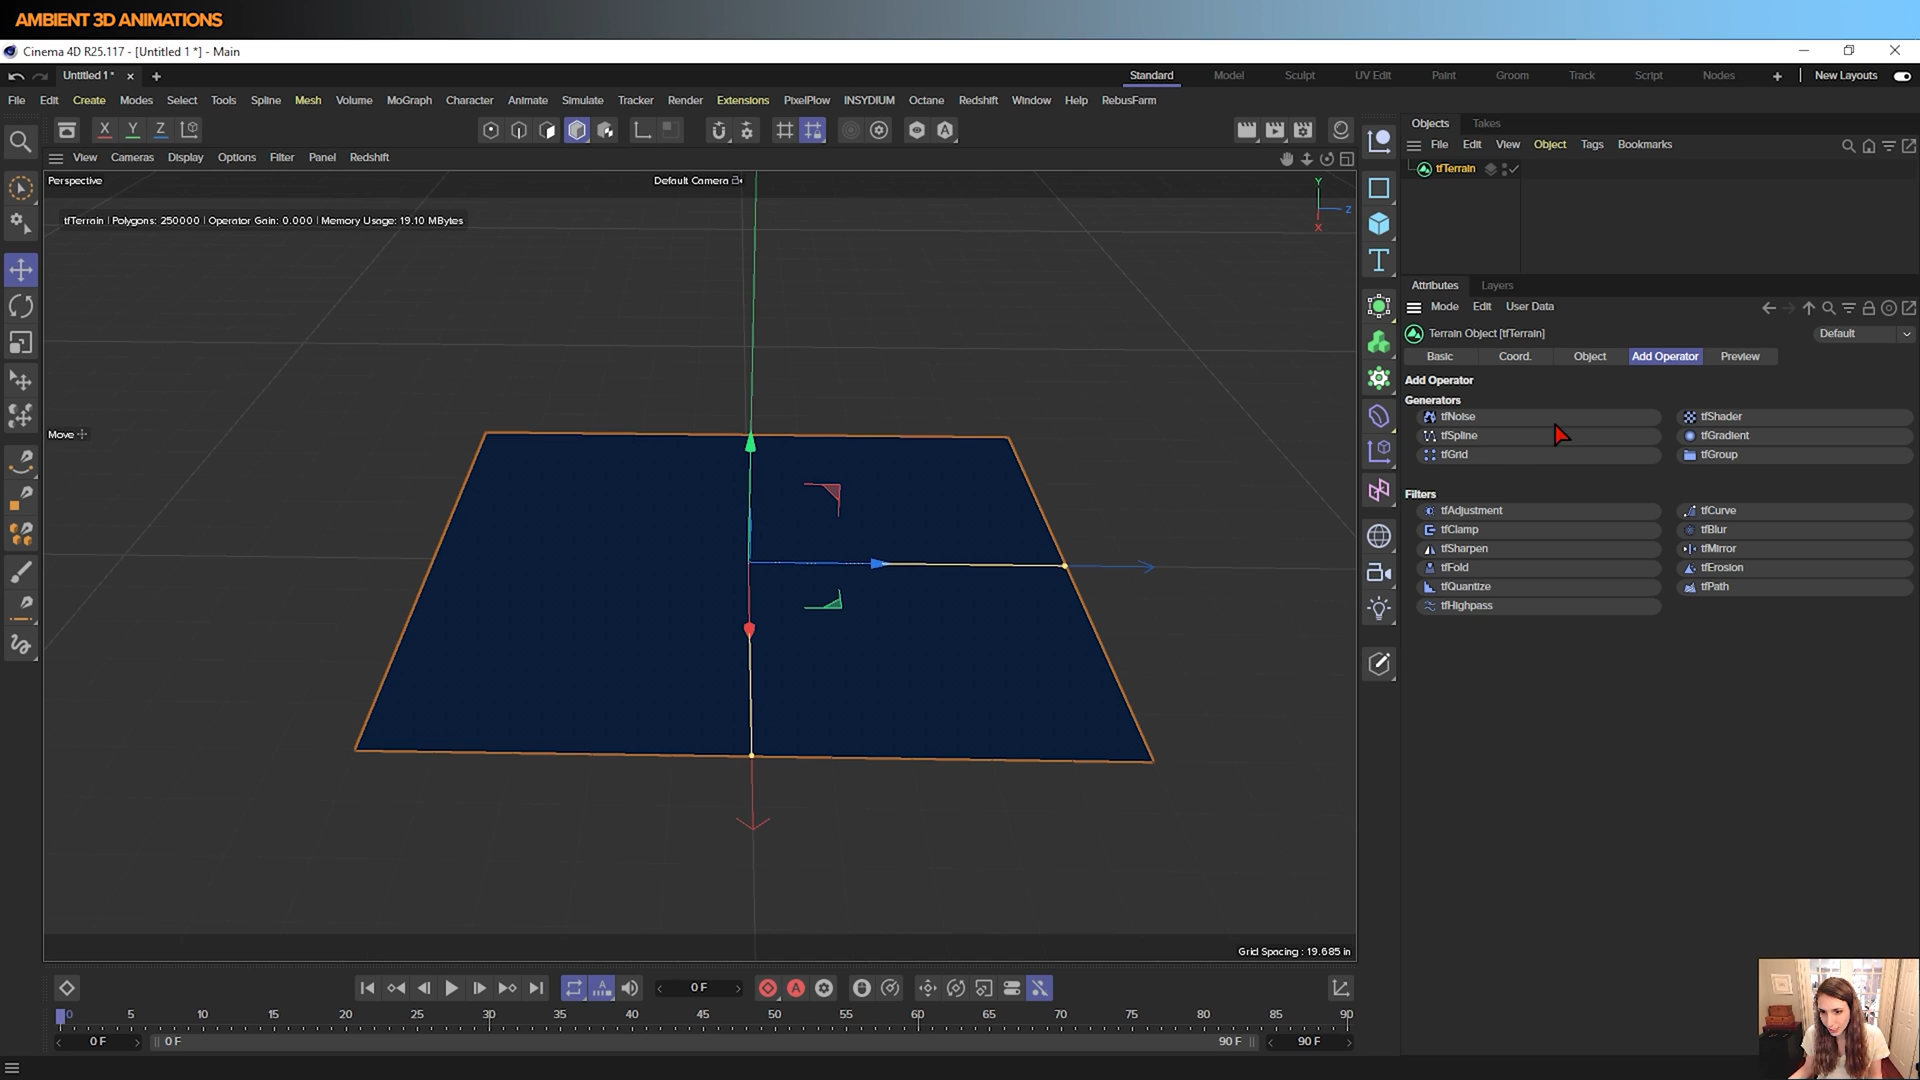 AMBIENT 3D ANIMATIONS
Cinema 4D R25.117 - [Untitled 1 *] - Main
Untitled 1 *
Standard Model Sculpt UV Edit Paint Groom Track Script Nodes New Layouts
File Edit Create Modes Select Tools Spline Mesh Volume MoGraph Character Animate Simulate Tracker Render Extensions PixelPlow INSYDIUM Octane Redshift Window Help RebusFarm
X Y Z
View Cameras Display Options Filter Panel Redshift
Perspective
Default Camera
tfTerrain | Polygons: 250000 | Operator Gain: 0.000 | Memory Usage: 19.10 MBytes
Y
Z
X
Move
Grid Spacing : 19.685 in
Objects Takes
File Edit View Object Tags Bookmarks
tfTerrain
Attributes Layers
Mode Edit User Data
Terrain Object [tfTerrain]
Default
Basic Coord. Object Add Operator Preview
Add Operator
Generators
tfNoise tfShader
tfSpline tfGradient
tfGrid tfGroup
Filters
tfAdjustment tfCurve
tfClamp tfBlur
tfSharpen tfMirror
tfFold tfErosion
tfQuantize tfPath
tfHighpass
0 F
0 5 10 15 20 25 30 35 40 45 50 55 60 65 70 75 80 85 90
0 F 0 F 90 F 90 F